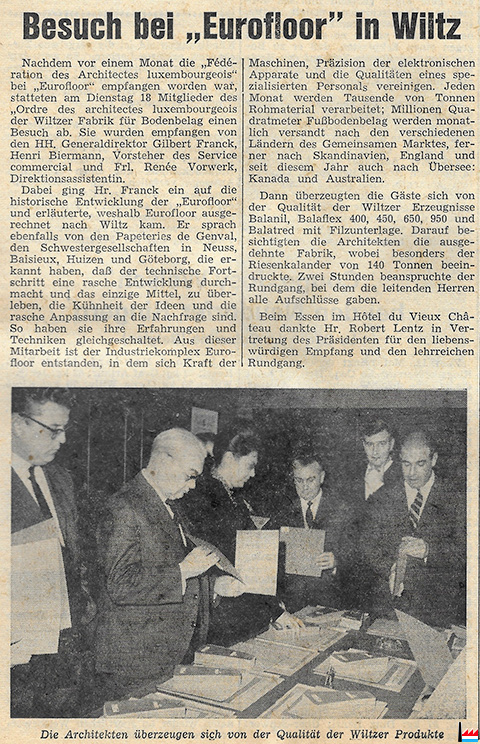 Besuch bei „Eurofloor” in Wiltz
Nachdem vor einem Monat die „Fédé-
ration des Architectes luxembourgeois”
bei „Eurofloor” empfangen worden war,
statteten am Dienstag 18 Mitglieder des
„Ordre des architectes luxembourgeois
der Wiltzer Fabrik für Bodenbelag einen
Besuch ab. Sie wurden empfangen von
den HH. Generaldirektor Gilbert Franck,
Henri Biermann, Vorsteher des Service
commercial und Frl. Renée Vorwerk,
Direktionsassistentin.
Dabei ging Hr. Franck ein auf die
historische Entwicklung der „Eurofloor”
und erläuterte, weshalb Eurofloor ausge-
rechnet nach Wiltz kam. Er sprach
ebenfalls von den Papeteries de Genval,
den Schwestergesellschaften in Neuss,
Baisieux, Huizen und Göteborg, die er-
kannt haben, daß der technische Fort-
schritt eine rasche Entwicklung durch-
macht und das einzige Mittel, zu über-
leben, die Kühnheit der Ideen und die
rasche Anpassung an die Nachfrage sind.
So haben sie ihre Erfahrungen und
Techniken gleichgeschaltet. Aus dieser
Mitarbeit ist der Industriekomplex Euro-
floor entstanden, in dem sich Kraft der
Maschinen, Präzision der elektronischen
Apparate und die Qualitäten eines spe-
zialisierten Personals vereinigen. Jeden
Monat werden Tausende von Tonnen
Rohmaterial verarbeitet; Millionen Qua-
dratmeter Fußbodenbelag werden monat-
lich versandt nach den verschiedenen
Ländern des Gemeinsamen Marktes, fer-
ner nach Skandinavien, England und
seit diesem Jahr auch nach Übersee:
Kanada und Australien.
Dann überzeugten die Gäste sich von
der Qualität der Wiltzer Erzeugnisse
Balanil, Balaflex 400, 450, 650, 950 und
Balatred mit Filzunterlage. Darauf be-
sichtigten die Architekten die ausge-
dehnte Fabrik, wobei besonders der
Riesenkalander von 140 Tonnen beein-
druckte. Zwei Stunden beanspruchte der
Rundgang, bei dem die leitenden Herren
alle Aufschlüsse gaben.
Beim Essen im Hôtel du Vieux Châ-
teau dankte Hr. Robert Lentz in Ver-
tretung des Präsidenten für den liebens-
würdigen Empfang und den lehrreichen
Rundgang.
Die Architekten überzeugen sich von der Qualität der Wiltzer Produkte